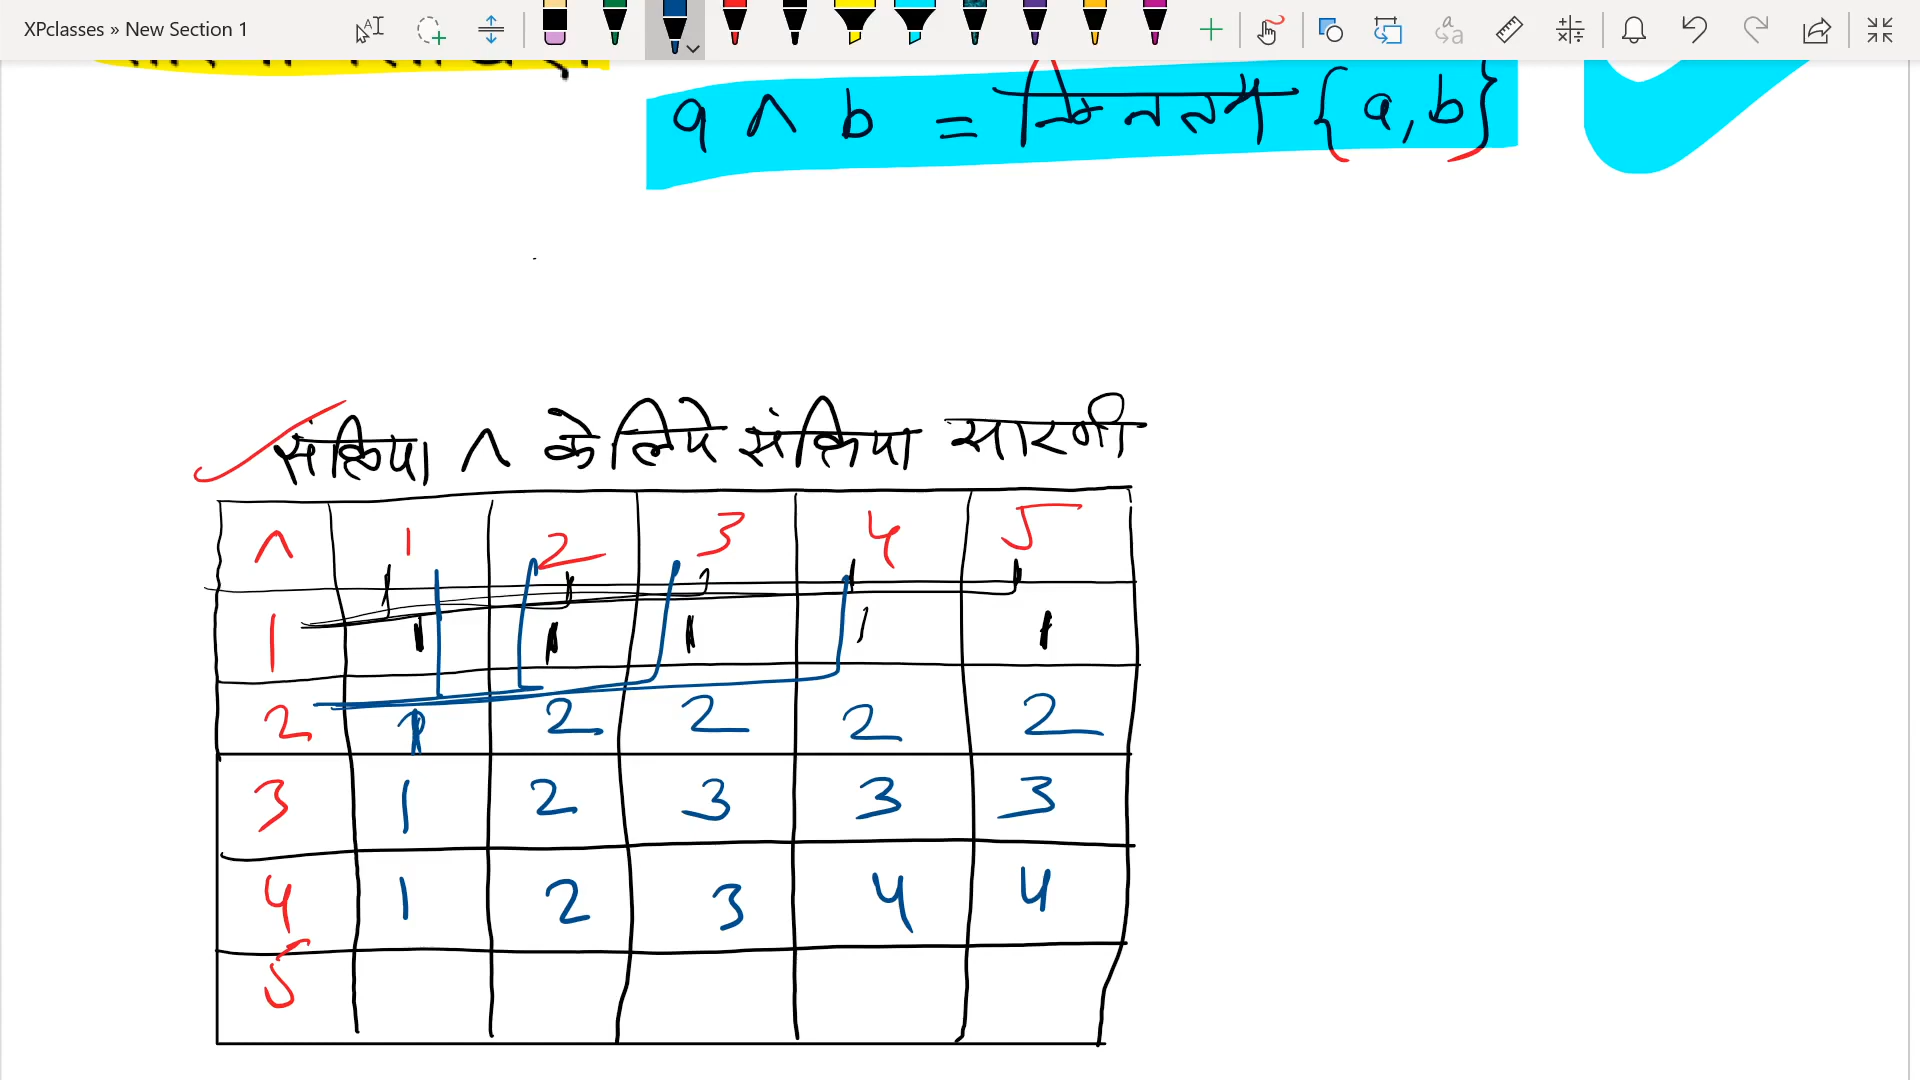 XPclasses » New Section 1
a ∧ b = न्यूनतम {a, b}
संक्रिया ∧ के लिये संक्रिया सारणी
∧ 1 2 3 4 5
1 1 1 1 1 1
2 1 2 2 2 2
3 1 2 3 3 3
4 1 2 3 4 4
5